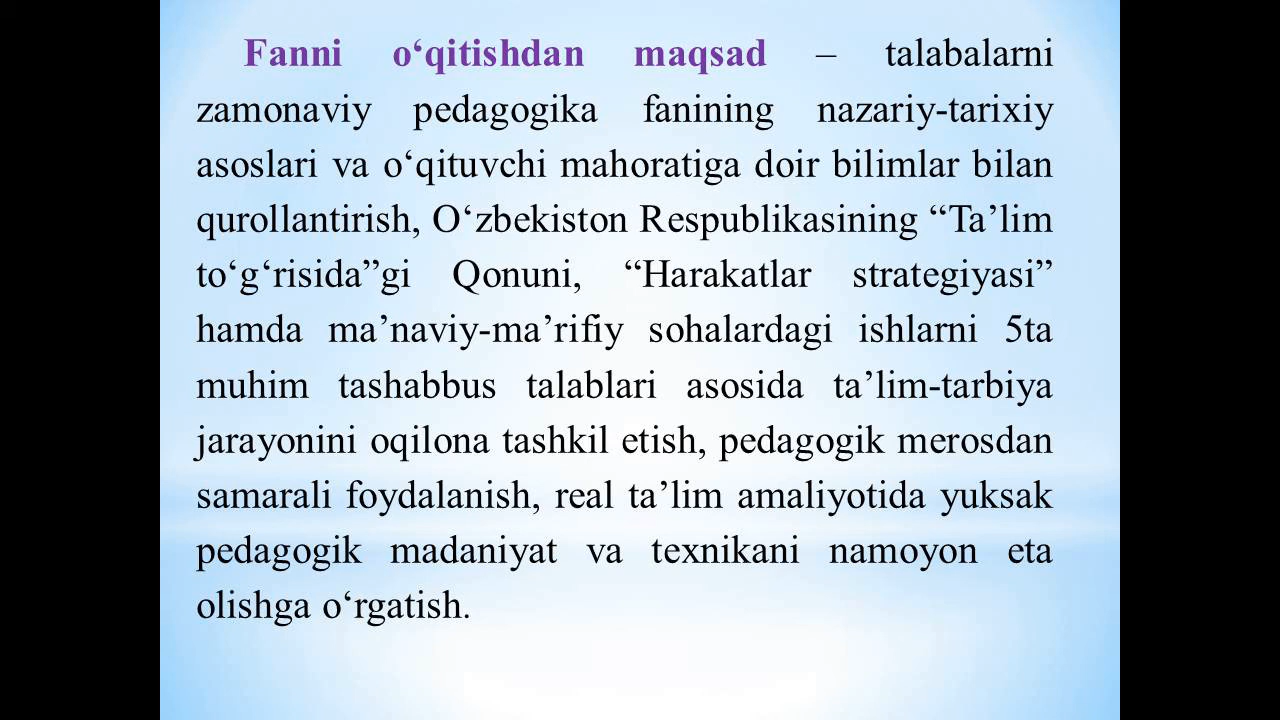 Fanni o‘qitishdan maqsad – talabalarni
zamonaviy pedagogika fanining nazariy-tarixiy
asoslari va o‘qituvchi mahoratiga doir bilimlar bilan
qurollantirish, O‘zbekiston Respublikasining “Ta’lim
to‘g‘risida”gi Qonuni, “Harakatlar strategiyasi”
hamda ma’naviy-ma’rifiy sohalardagi ishlarni 5ta
muhim tashabbus talablari asosida ta’lim-tarbiya
jarayonini oqilona tashkil etish, pedagogik merosdan
samarali foydalanish, real ta’lim amaliyotida yuksak
pedagogik madaniyat va texnikani namoyon eta
olishga o‘rgatish.